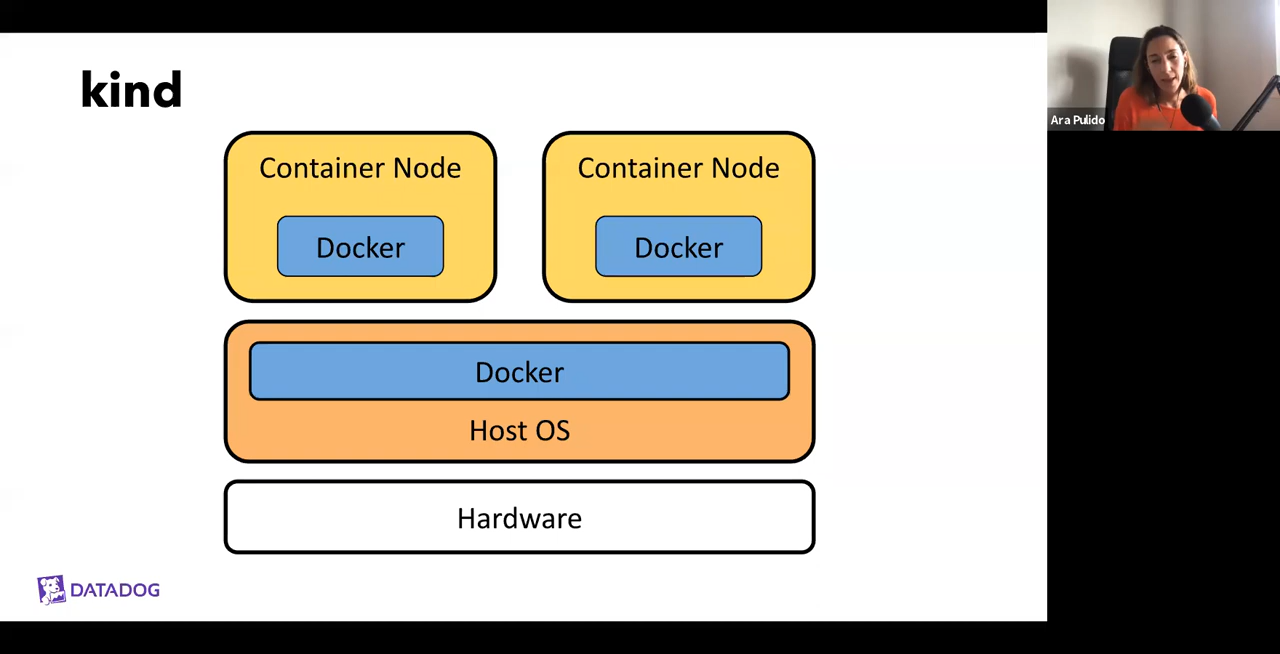 kind
Container Node
Docker
Container Node
Docker
Docker
Host OS
Hardware
DATADOG
Ara Pulido